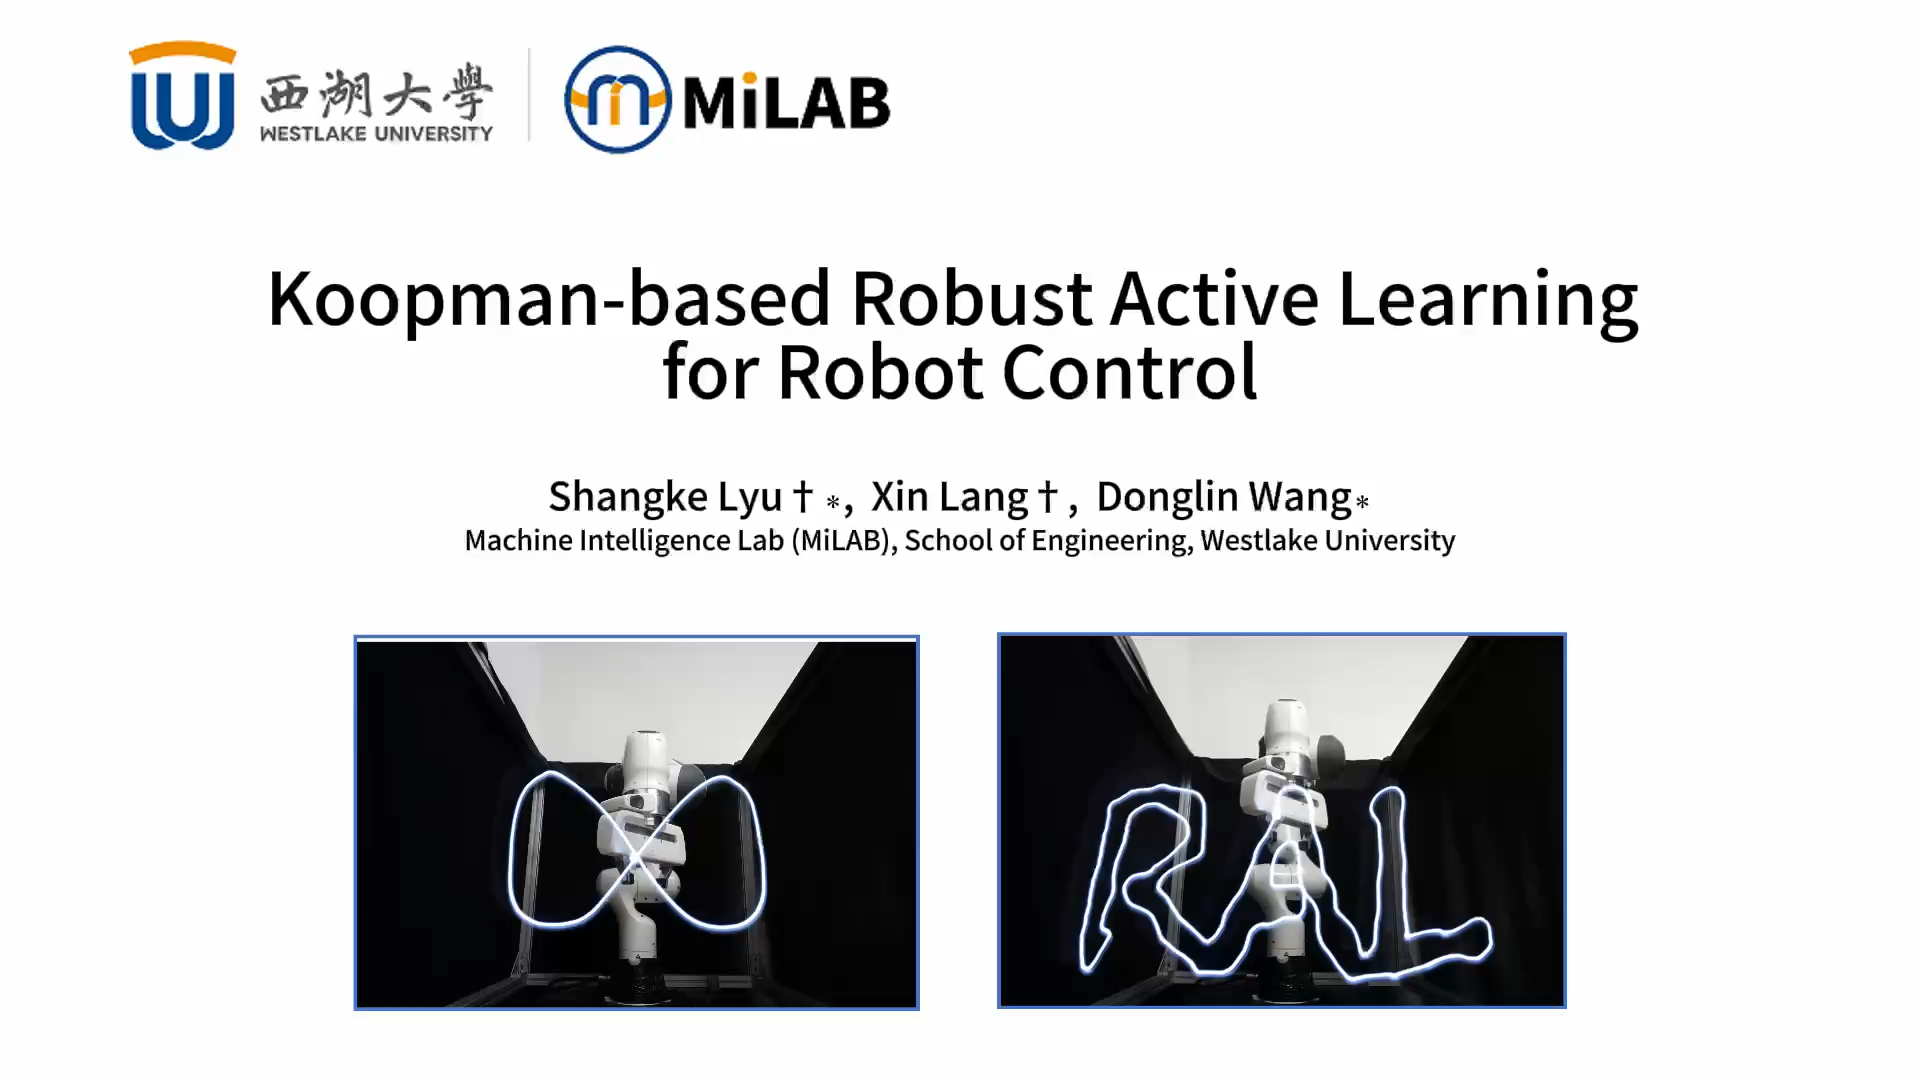 西湖大學
WESTLAKE UNIVERSITY
MiLAB
Koopman-based Robust Active Learning
for Robot Control
Shangke Lyu†*, Xin Lang†, Donglin Wang*
Machine Intelligence Lab (MiLAB), School of Engineering, Westlake University
RAL